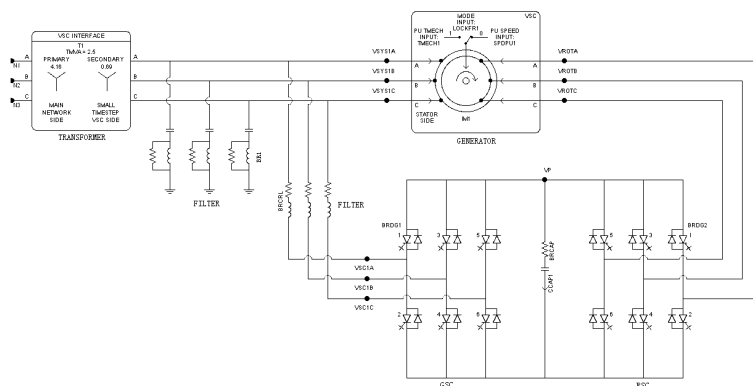 VSC INTERFACE
T1
TMVA = 2.5
PRIMARY SECONDARY
4.16 0.69
A A
B B
C C
N1
N2
N3
MAIN NETWORK SIDE
SMALL TIMESTEP VSC SIDE
TRANSFORMER
VSYS1A
VSYS1B
VSYS1C
VSC
MODE
INPUT:
LOCKFR1
PU TMECH
INPUT:
TMECH1
1 0
PU SPEED
INPUT:
SPDPU1
A A
B B
C C
STATOR
SIDE
IM1
GENERATOR
VROTA
VROTB
VROTC
BR1
FILTER
BRCRL
FILTER
VSC1A
VSC1B
VSC1C
VP
BRDG1
1 3 5
2 4 6
GSC
BRCAP
CCAP1
BRDG2
5 3 1
6 4 2
RSC